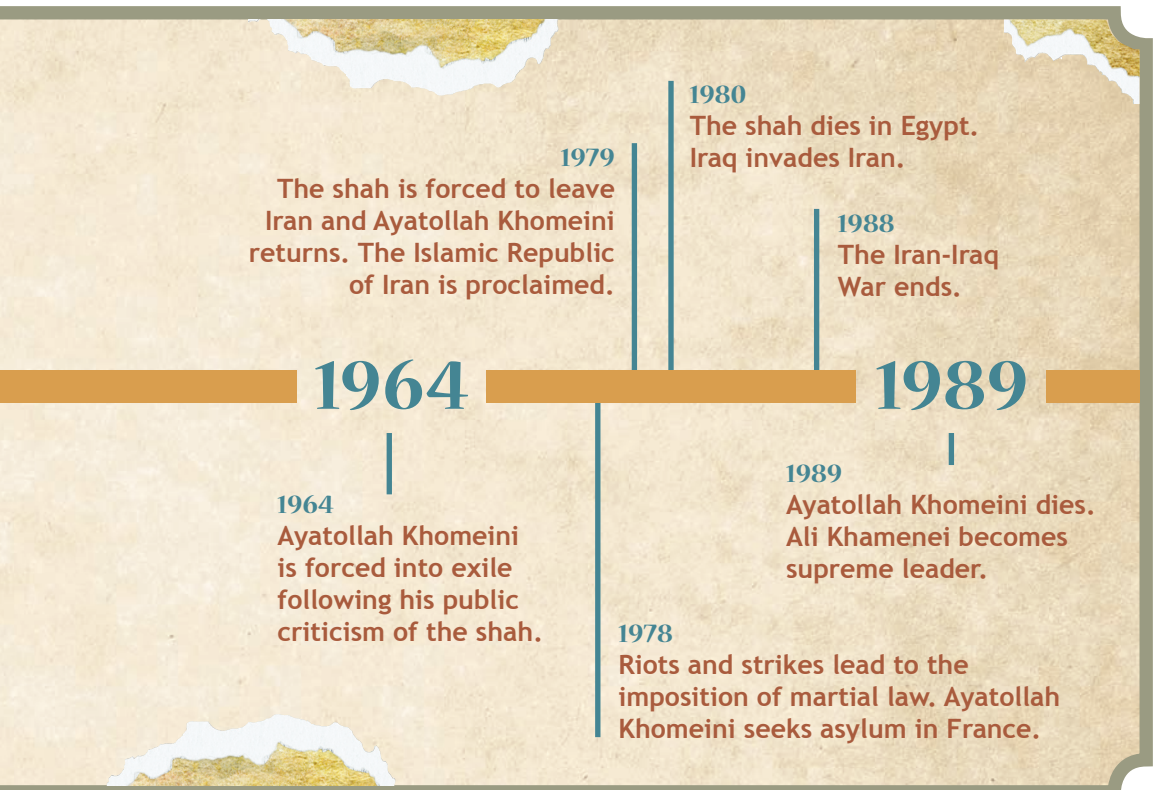 1980
The shah dies in Egypt.
Iraq invades Iran.
1979
The shah is forced to leave
Iran and Ayatollah Khomeini
returns. The Islamic Republic
of Iran is proclaimed.
1988
The Iran-Iraq
War ends.
1964
1989
1964
Ayatollah Khomeini
is forced into exile
following his public
criticism of the shah.
1989
Ayatollah Khomeini dies.
Ali Khamenei becomes
supreme leader.
1978
Riots and strikes lead to the
imposition of martial law. Ayatollah
Khomeini seeks asylum in France.